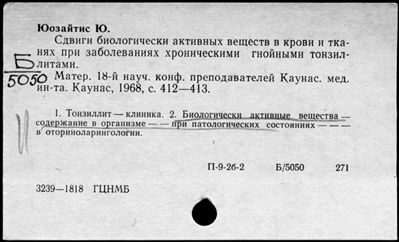 Юозайтис Ю.
Сдвиги биологически активных веществ в крови и тка-
нях при заболеваниях хроническими гнойными тонзил-
литами.
Б
5050
Матер. 18-й науч. конф. преподавателей Каунас. мед.
ин-та. Каунас, 1968, с. 412—413.
1. Тонзиллит — клиника. 2. Биологически активные вещества —
содержание в организме — — при патологических состояниях — — —
в оториноларингологии.
П-9-26-2 Б/5050 271
3239—1818 ГЦНМБ